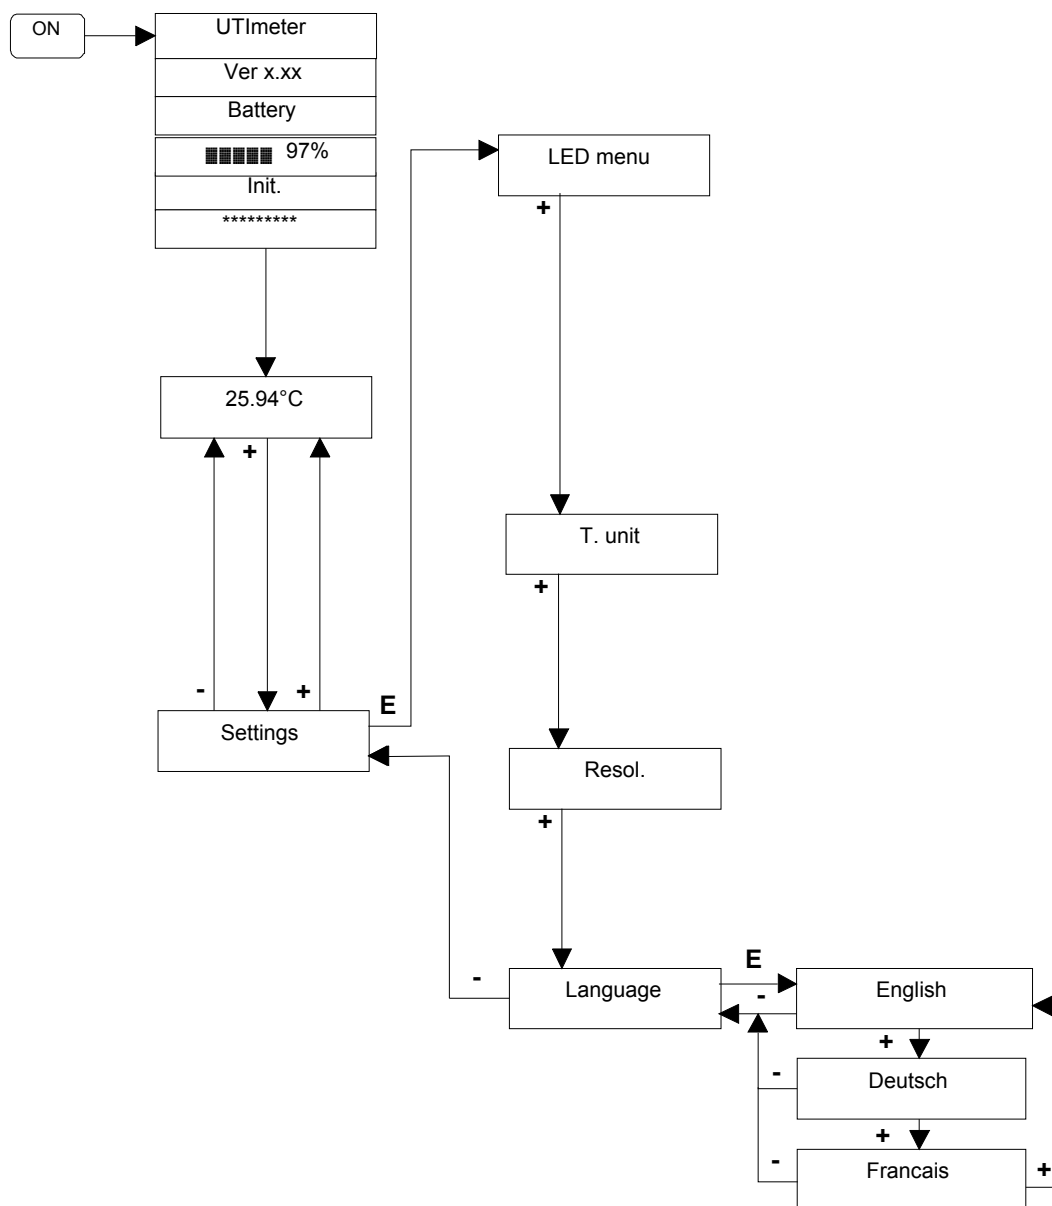 ON
UTImeter
Ver x.xx
Battery
97%
Init.
*********
LED menu
+
25.94°C
+
T. unit
+
-
+
E
Settings
Resol.
+
-
Language
E
-
English
+
-
Deutsch
+
-
Francais
+